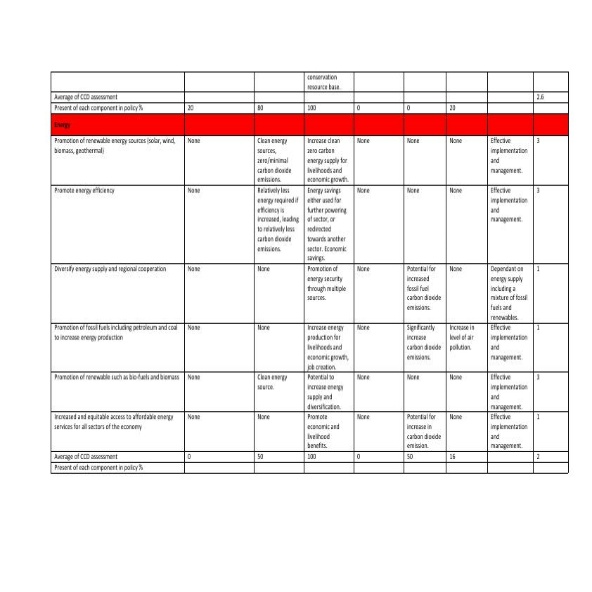 conservation
resource base.
Average of CCD assessment 2.6
Present of each component in policy % 20 80 100 0 0 20
Energy
Promotion of renewable energy sources (solar, wind, None Clean energy Increase clean None None None Effective 3
biomass, geothermal) sources, zero carbon implementation
zero/minimal energy supply for and
carbon dioxide livelihoods and management.
emissions. economic growth.
Promote energy efficiency None Relatively less Energy savings None None None Effective 3
energy required if either used for implementation
efficiency is further powering and
increased, leading of sector, or management.
to relatively less redirected
carbon dioxide towards another
emissions. sector. Economic
savings.
Diversify energy supply and regional cooperation None None Promotion of None Potential for None Dependant on 1
energy security increased energy supply
through multiple fossil fuel including a
sources. carbon dioxide mixture of fossil
emissions. fuels and
renewables.
Promotion of fossil fuels including petroleum and coal None None Increase energy None Significantly Increase in Effective 1
to increase energy production production for increase level of air implementation
livelihoods and carbon dioxide pollution. and
economic growth, emissions. management.
job creation.
Promotion of renewable such as bio-fuels and biomass None Clean energy Potential to None None None Effective 3
source. increase energy implementation
supply and and
diversification. management.
Increased and equitable access to affordable energy None None Promote None Potential for None Effective 1
services for all sectors of the economy economic and increase in implementation
livelihood carbon dioxide and
benefits. emission. management.
Average of CCD assessment 0 50 100 0 50 16 2
Present of each component in policy %